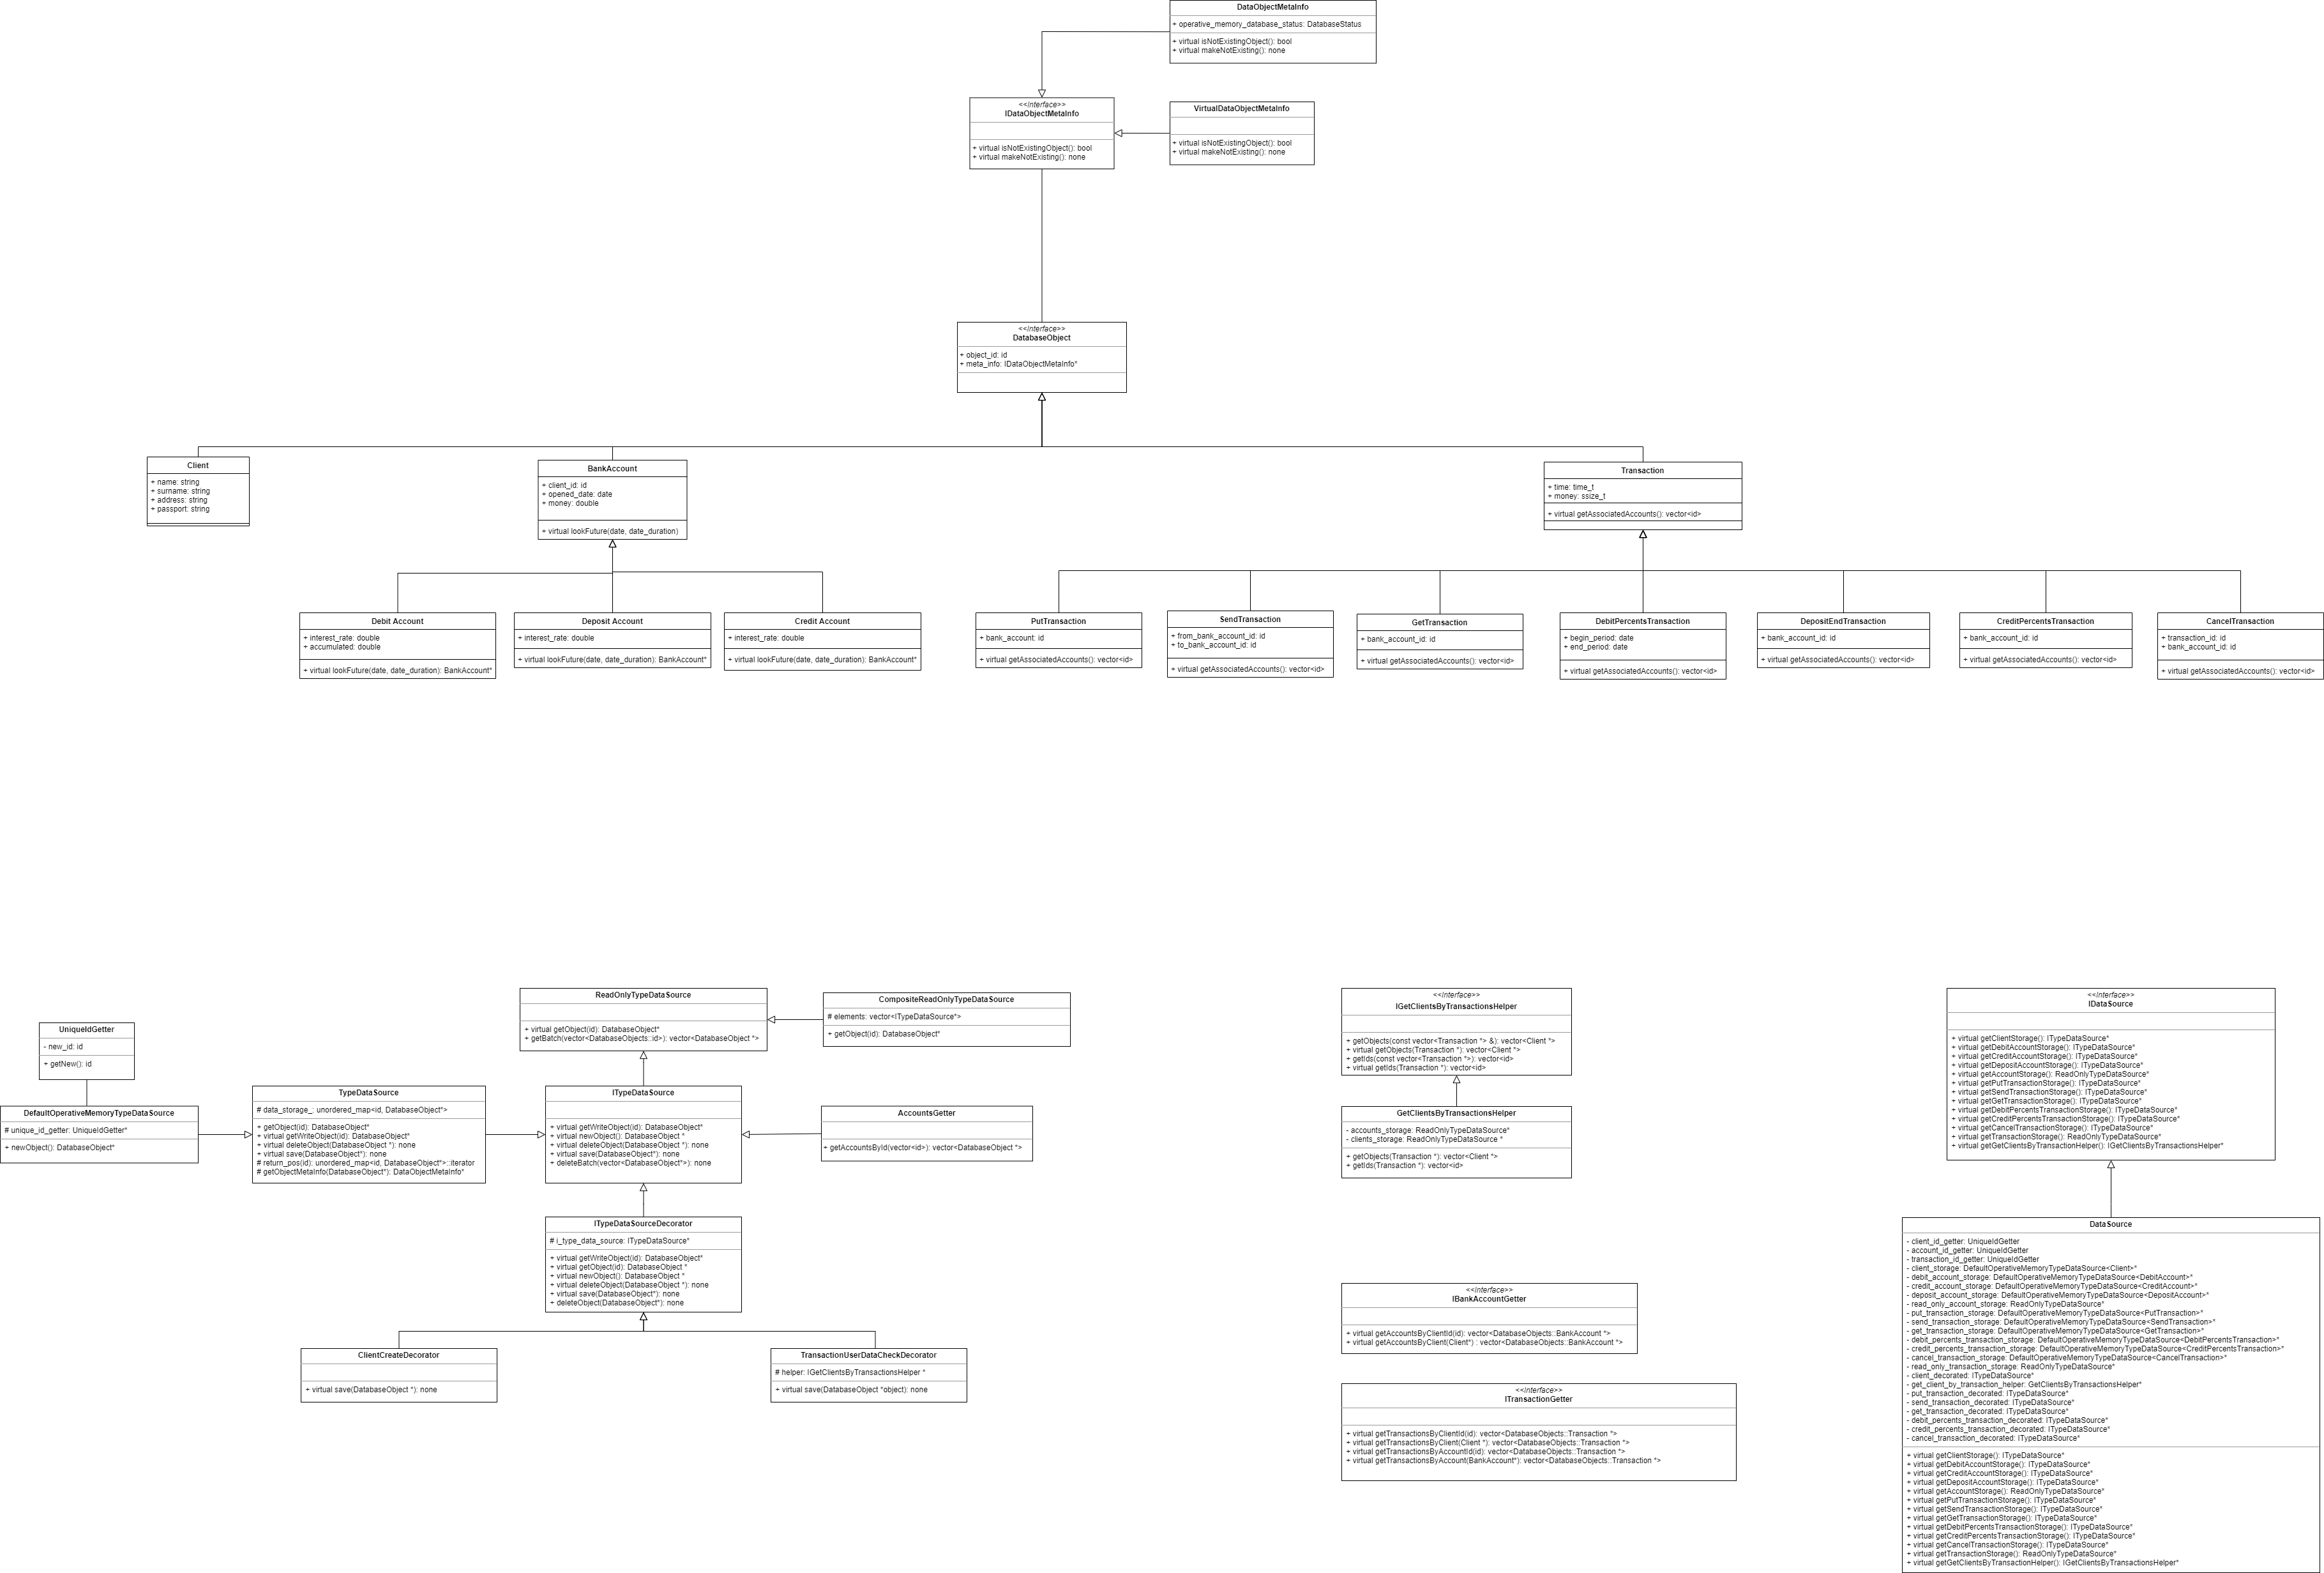 DataObjectMetaInfo
+ operative_memory_database_status: DatabaseStatus
+ virtual isNotExistingObject(): bool
+ virtual makeNotExisting(): none
<<interface>>
IDataObjectMetaInfo
+ virtual isNotExistingObject(): bool
+ virtual makeNotExisting(): none
VirtualDataObjectMetaInfo
+ virtual isNotExistingObject(): bool
+ virtual makeNotExisting(): none
<<interface>>
DatabaseObject
+ object_id: id
+ meta_info: IDataObjectMetaInfo*
Client
+ name: string
+ surname: string
+ address: string
+ passport: string
BankAccount
+ client_id: id
+ opened_date: date
+ money: double
+ virtual lookFuture(date, date_duration)
Transaction
+ time: time_t
+ money: ssize_t
+ virtual getAssociatedAccounts(): vector<id>
Debit Account
+ interest_rate: double
+ accumulated: double
+ virtual lookFuture(date, date_duration): BankAccount*
Deposit Account
+ interest_rate: double
+ virtual lookFuture(date, date_duration): BankAccount*
Credit Account
+ interest_rate: double
+ virtual lookFuture(date, date_duration): BankAccount*
PutTransaction
+ bank_account: id
+ virtual getAssociatedAccounts(): vector<id>
SendTransaction
+ from_bank_account_id: id
+ to_bank_account_id: id
+ virtual getAssociatedAccounts(): vector<id>
GetTransaction
+ bank_account_id: id
+ virtual getAssociatedAccounts(): vector<id>
DebitPercentsTransaction
+ begin_period: date
+ end_period: date
+ virtual getAssociatedAccounts(): vector<id>
DepositEndTransaction
+ bank_account_id: id
+ virtual getAssociatedAccounts(): vector<id>
CreditPercentsTransaction
+ bank_account_id: id
+ virtual getAssociatedAccounts(): vector<id>
CancelTransaction
+ transaction_id: id
+ bank_account_id: id
+ virtual getAssociatedAccounts(): vector<id>
UniqueIdGetter
- new_id: id
+ getNew(): id
DefaultOperativeMemoryTypeDataSource
# unique_id_getter: UniqueIdGetter*
+ newObject(): DatabaseObject*
TypeDataSource
# data_storage_: unordered_map<id, DatabaseObject*>
+ getObject(id): DatabaseObject*
+ virtual getWriteObject(id): DatabaseObject*
+ virtual deleteObject(DatabaseObject *): none
+ virtual save(DatabaseObject*): none
# return_pos(id): unordered_map<id, DatabaseObject*>::iterator
# getObjectMetaInfo(DatabaseObject*): DataObjectMetaInfo*
ReadOnlyTypeDataSource
+ virtual getObject(id): DatabaseObject*
+ getBatch(vector<DatabaseObjects::id>): vector<DatabaseObject *>
CompositeReadOnlyTypeDataSource
# elements: vector<ITypeDataSource*>
+ getObject(id): DatabaseObject*
ITypeDataSource
+ virtual getWriteObject(id): DatabaseObject*
+ virtual newObject(): DatabaseObject *
+ virtual deleteObject(DatabaseObject *): none
+ virtual save(DatabaseObject*): none
+ deleteBatch(vector<DatabaseObject*>): none
AccountsGetter
+ getAccountsById(vector<id>): vector<DatabaseObject *>
ITypeDataSourceDecorator
# i_type_data_source: ITypeDataSource*
+ virtual getWriteObject(id): DatabaseObject*
+ virtual getObject(id): DatabaseObject *
+ virtual newObject(): DatabaseObject *
+ virtual deleteObject(DatabaseObject *): none
+ virtual save(DatabaseObject*): none
+ deleteObject(DatabaseObject*): none
ClientCreateDecorator
+ virtual save(DatabaseObject *): none
TransactionUserDataCheckDecorator
# helper: IGetClientsByTransactionsHelper *
+ virtual save(DatabaseObject *object): none
<<interface>>
IGetClientsByTransactionsHelper
+ getObjects(const vector<Transaction *> &): vector<Client *>
+ virtual getObjects(Transaction *): vector<Client *>
+ getIds(const vector<Transaction *>): vector<id>
+ virtual getIds(Transaction *): vector<id>
GetClientsByTransactionsHelper
- accounts_storage: ReadOnlyTypeDataSource*
- clients_storage: ReadOnlyTypeDataSource *
+ getObjects(Transaction *): vector<Client *>
+ getIds(Transaction *): vector<id>
<<interface>>
IBankAccountGetter
+ virtual getAccountsByClientId(id): vector<DatabaseObjects::BankAccount *>
+ virtual getAccountsByClient(Client*) : vector<DatabaseObjects::BankAccount *>
<<interface>>
ITransactionGetter
+ virtual getTransactionsByClientId(id): vector<DatabaseObjects::Transaction *>
+ virtual getTransactionsByClient(Client *): vector<DatabaseObjects::Transaction *>
+ virtual getTransactionsByAccountId(id): vector<DatabaseObjects::Transaction *>
+ virtual getTransactionsByAccount(BankAccount*): vector<DatabaseObjects::Transaction *>
<<interface>>
IDataSource
+ virtual getClientStorage(): ITypeDataSource*
+ virtual getDebitAccountStorage(): ITypeDataSource*
+ virtual getCreditAccountStorage(): ITypeDataSource*
+ virtual getDepositAccountStorage(): ITypeDataSource*
+ virtual getAccountStorage(): ReadOnlyTypeDataSource*
+ virtual getPutTransactionStorage(): ITypeDataSource*
+ virtual getSendTransactionStorage(): ITypeDataSource*
+ virtual getGetTransactionStorage(): ITypeDataSource*
+ virtual getDebitPercentsTransactionStorage(): ITypeDataSource*
+ virtual getCreditPercentsTransactionStorage(): ITypeDataSource*
+ virtual getCancelTransactionStorage(): ITypeDataSource*
+ virtual getTransactionStorage(): ReadOnlyTypeDataSource*
+ virtual getGetClientsByTransactionHelper(): IGetClientsByTransactionsHelper*
DataSource
- client_id_getter: UniqueIdGetter
- account_id_getter: UniqueIdGetter
- transaction_id_getter: UniqueIdGetter
- client_storage: DefaultOperativeMemoryTypeDataSource<Client>*
- debit_account_storage: DefaultOperativeMemoryTypeDataSource<DebitAccount>*
- credit_account_storage: DefaultOperativeMemoryTypeDataSource<CreditAccount>*
- deposit_account_storage: DefaultOperativeMemoryTypeDataSource<DepositAccount>*
- read_only_account_storage: ReadOnlyTypeDataSource*
- put_transaction_storage: DefaultOperativeMemoryTypeDataSource<PutTransaction>*
- send_transaction_storage: DefaultOperativeMemoryTypeDataSource<SendTransaction>*
- get_transaction_storage: DefaultOperativeMemoryTypeDataSource<GetTransaction>*
- debit_percents_transaction_storage: DefaultOperativeMemoryTypeDataSource<DebitPercentsTransaction>*
- credit_percents_transaction_storage: DefaultOperativeMemoryTypeDataSource<CreditPercentsTransaction>*
- cancel_transaction_storage: DefaultOperativeMemoryTypeDataSource<CancelTransaction>*
- read_only_transaction_storage: ReadOnlyTypeDataSource*
- client_decorated: ITypeDataSource*
- get_client_by_transaction_helper: GetClientsByTransactionsHelper*
- put_transaction_decorated: ITypeDataSource*
- send_transaction_decorated: ITypeDataSource*
- get_transaction_decorated: ITypeDataSource*
- debit_percents_transaction_decorated: ITypeDataSource*
- credit_percents_transaction_decorated: ITypeDataSource*
- cancel_transaction_decorated: ITypeDataSource*
+ virtual getClientStorage(): ITypeDataSource*
+ virtual getDebitAccountStorage(): ITypeDataSource*
+ virtual getCreditAccountStorage(): ITypeDataSource*
+ virtual getDepositAccountStorage(): ITypeDataSource*
+ virtual getAccountStorage(): ReadOnlyTypeDataSource*
+ virtual getPutTransactionStorage(): ITypeDataSource*
+ virtual getSendTransactionStorage(): ITypeDataSource*
+ virtual getGetTransactionStorage(): ITypeDataSource*
+ virtual getDebitPercentsTransactionStorage(): ITypeDataSource*
+ virtual getCreditPercentsTransactionStorage(): ITypeDataSource*
+ virtual getCancelTransactionStorage(): ITypeDataSource*
+ virtual getTransactionStorage(): ReadOnlyTypeDataSource*
+ virtual getGetClientsByTransactionHelper(): IGetClientsByTransactionsHelper*